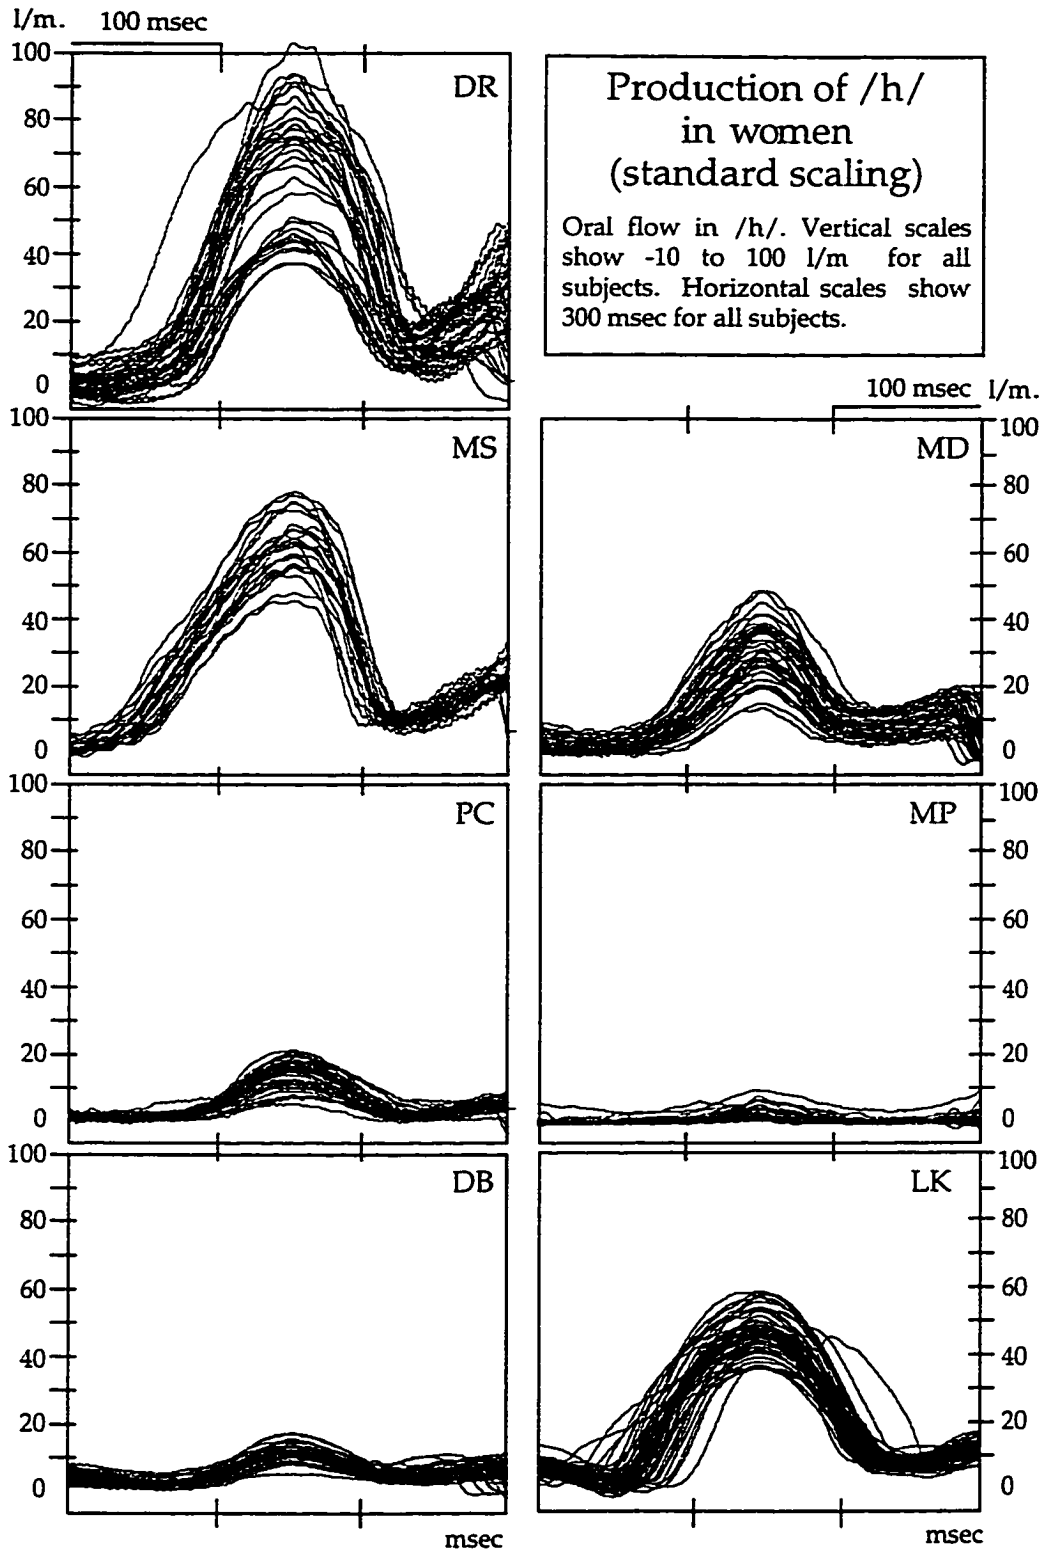 l/m. 100 msec
100
80
60
40
20
0
DR
Production of /h/
in women
(standard scaling)
Oral flow in /h/. Vertical scales
show -10 to 100 l/m for all
subjects. Horizontal scales show
300 msec for all subjects.
100 msec l/m.
100
80
60
40
20
0
MS
MD
100
80
60
40
20
0
100
80
60
40
20
0
PC
MP
100
80
60
40
20
0
100
80
60
40
20
0
DB
LK
100
80
60
40
20
0
msec
msec